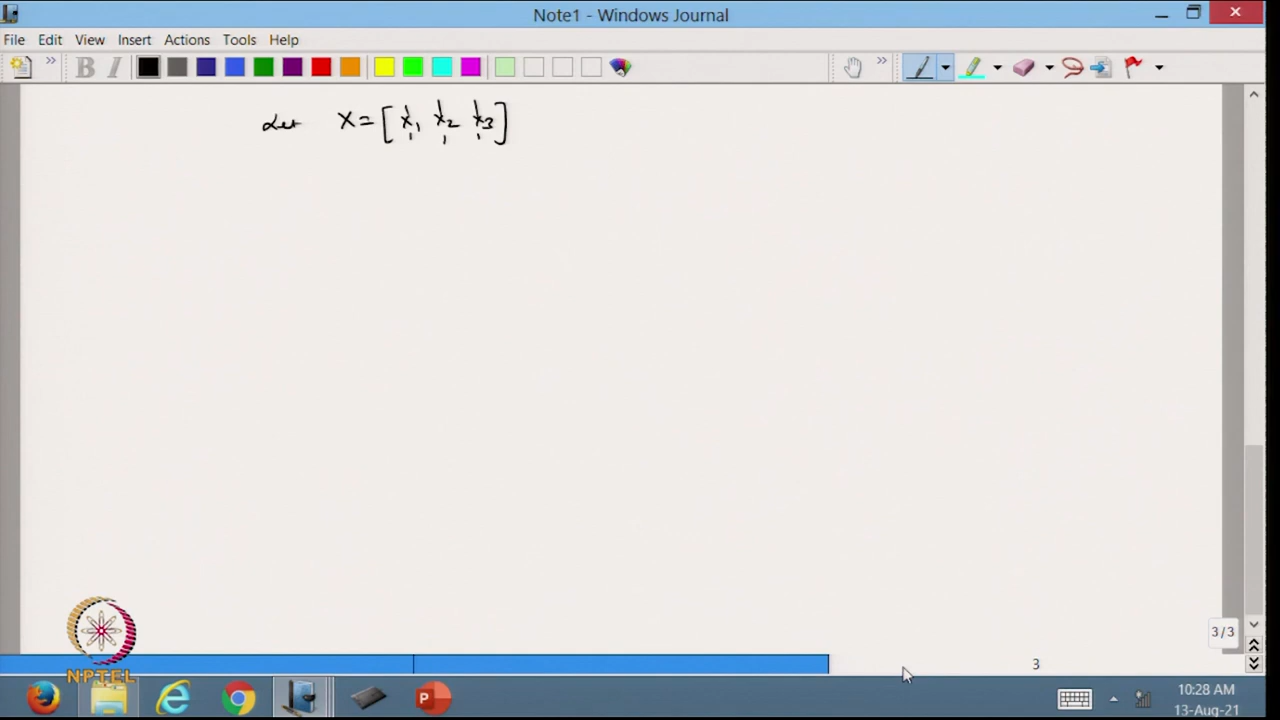 Note1 - Windows Journal
File Edit View Insert Actions Tools Help
B I
Let X = [ x₁ x₂ x₃ ]
3/3
3
NPTEL
10:28 AM
13-Aug-21